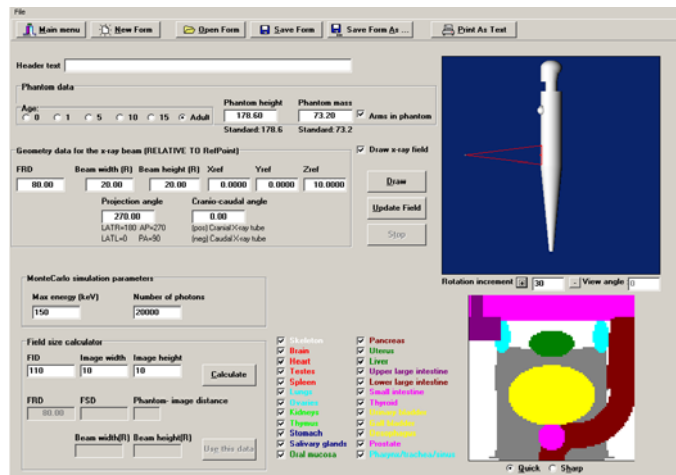 File
Main menu New Form Open Form Save Form Save Form As ... Print As Text
Header text
Phantom data
Age: Phantom height Phantom mass
0 1 5 10 15 Adult 178.60 73.20 Arms in phantom
Standard: 178.6 Standard: 73.2
Geometry data for the x-ray beam (RELATIVE TO RefPoint) Draw x-ray field
FRD Beam width (R) Beam height (R) Xref Yref Zref
80.00 20.00 20.00 0.0000 0.0000 10.0000
Draw
Projection angle Cranio-caudal angle
270.00 0.00 Update Field
LATR=180 AP=270 (pos) Cranial X-ray tube
LATL=0 PA=90 (neg) Caudal X-ray tube
Stop
Rotation increment + 30 - View angle 0
MonteCarlo simulation parameters
Max energy (keV) Number of photons
150 20000
Field size calculator
FID Image width Image height
110 10 10 Calculate
FRD FSD Phantom- image distance
80.00
Beam width(R) Beam height(R) Use this data
Skeleton Pancreas
Brain Uterus
Heart Liver
Testes Upper large intestine
Spleen Lower large intestine
Lungs Small intestine
Ovaries Thyroid
Kidneys Urinary bladder
Thymus Gall bladder
Stomach Oesophagus
Salivary glands Prostate
Oral mucosa Pharynx/trachea/sinus
Quick Sharp